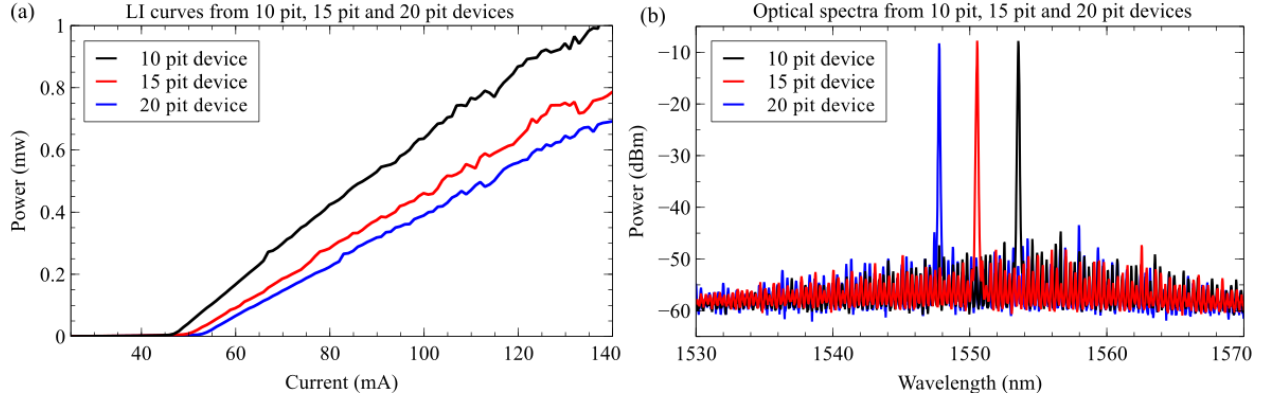 (a)
LI curves from 10 pit, 15 pit and 20 pit devices
1
0.8
0.6
0.4
0.2
0
Power (mw)
10 pit device
15 pit device
20 pit device
40 60 80 100 120 140
Current (mA)
(b)
Optical spectra from 10 pit, 15 pit and 20 pit devices
−10
−20
−30
−40
−50
−60
Power (dBm)
10 pit device
15 pit device
20 pit device
1530 1540 1550 1560 1570
Wavelength (nm)